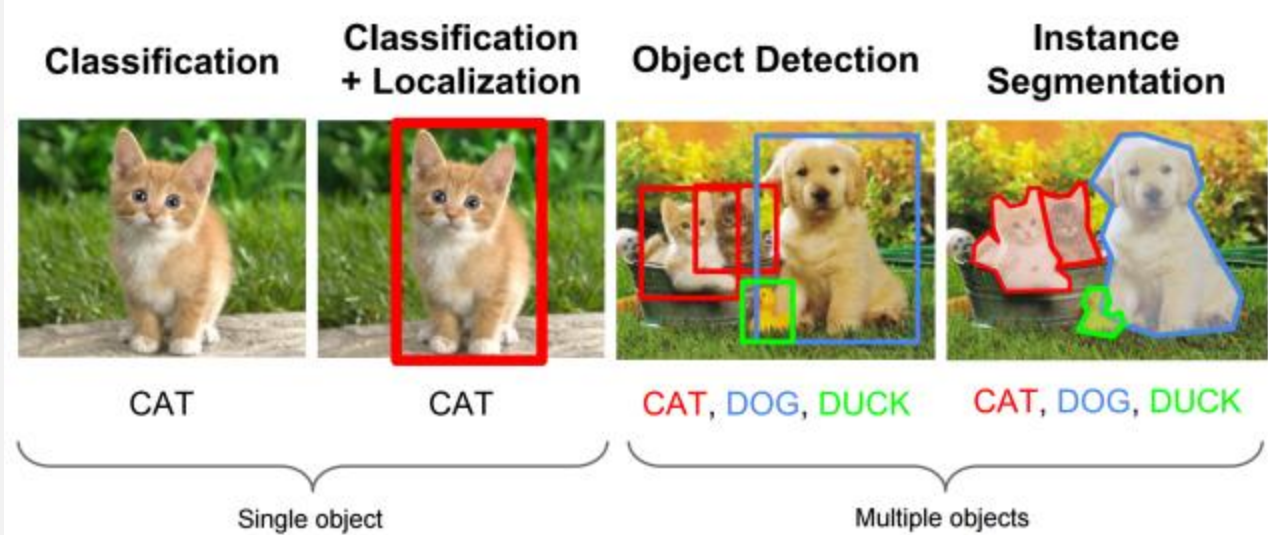 Classification
Classification
+ Localization
Object Detection
Instance
Segmentation
CAT
CAT
CAT, DOG, DUCK
CAT, DOG, DUCK
Single object
Multiple objects